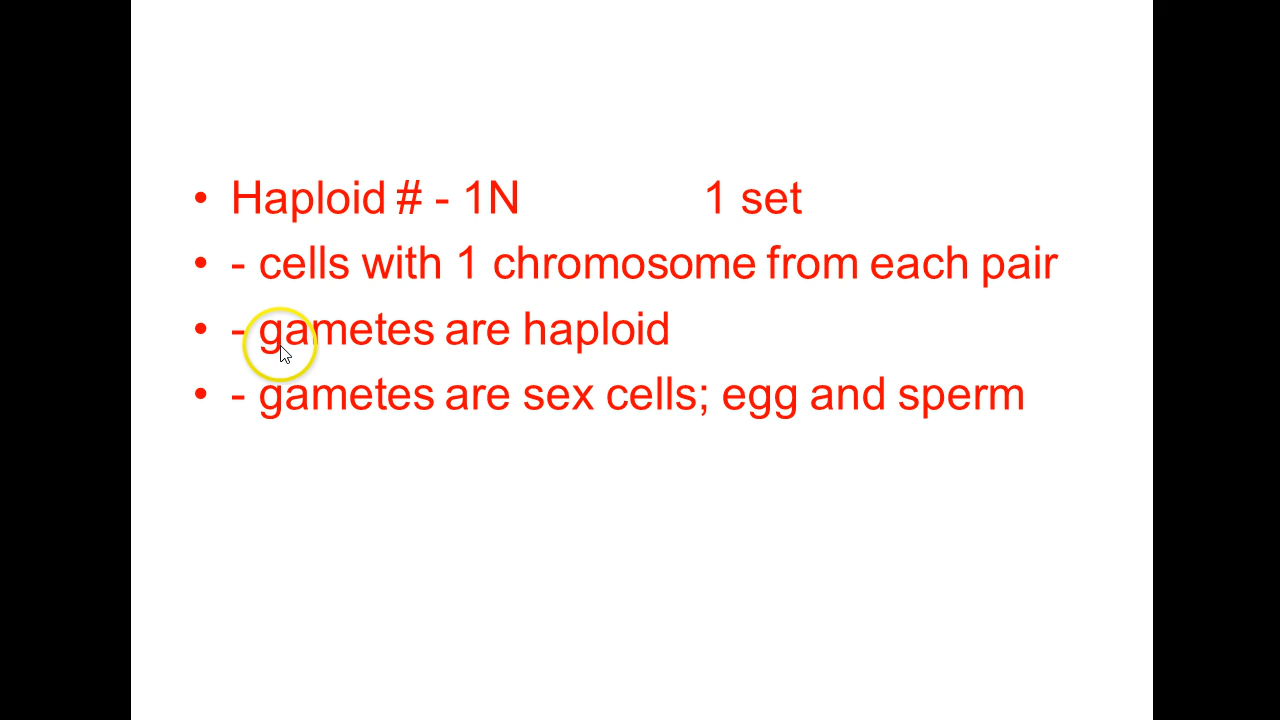 • Haploid # - 1N 1 set
• - cells with 1 chromosome from each pair
• - gametes are haploid
• - gametes are sex cells; egg and sperm